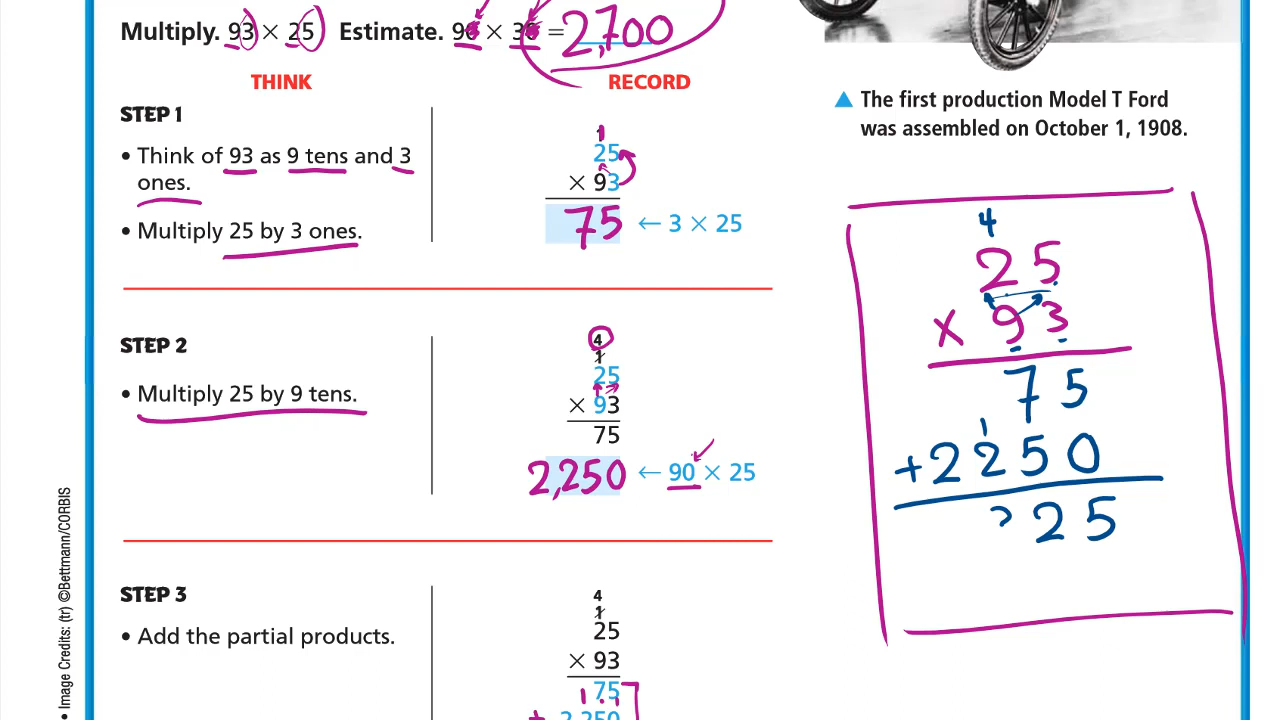 Multiply. 93 × 25 Estimate. 90 × 30 = 2,700
THINK
RECORD
STEP 1
• Think of 93 as 9 tens and 3
ones.
• Multiply 25 by 3 ones.
1
25
× 93
75 ← 3 × 25
STEP 2
• Multiply 25 by 9 tens.
4
1
25
× 93
75
2,250 ← 90 × 25
STEP 3
• Add the partial products.
4
1
25
× 93
75
+ 2,250
▲ The first production Model T Ford
was assembled on October 1, 1908.
4
25
× 93
75
1
+ 2250
25
• Image Credits: (tr) ©Bettmann/CORBIS